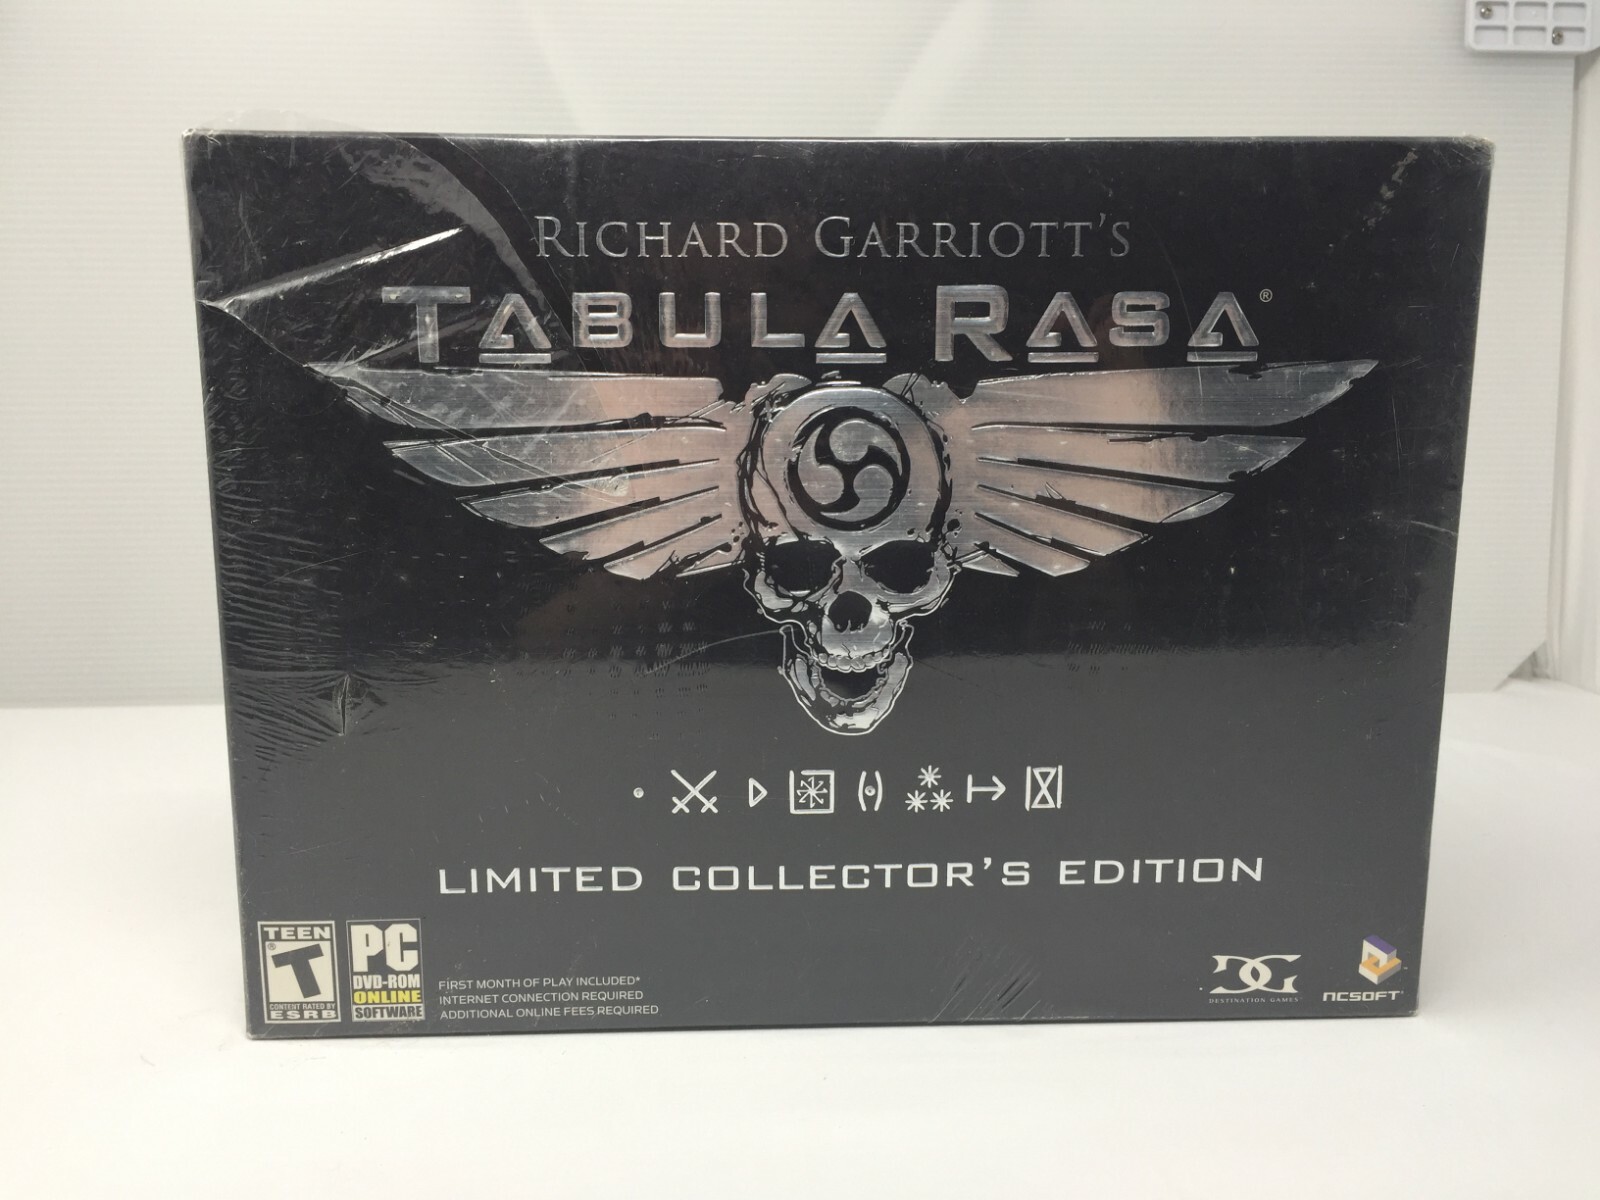 RICHARD GARRIOTT'S
TABULA RASA®
LIMITED COLLECTOR'S EDITION
TEEN
T®
CONTENT RATED BY
ESRB
PC
DVD-ROM
ONLINE
SOFTWARE
FIRST MONTH OF PLAY INCLUDED*
INTERNET CONNECTION REQUIRED
ADDITIONAL ONLINE FEES REQUIRED
DG
DESTINATION GAMES
NCSOFT